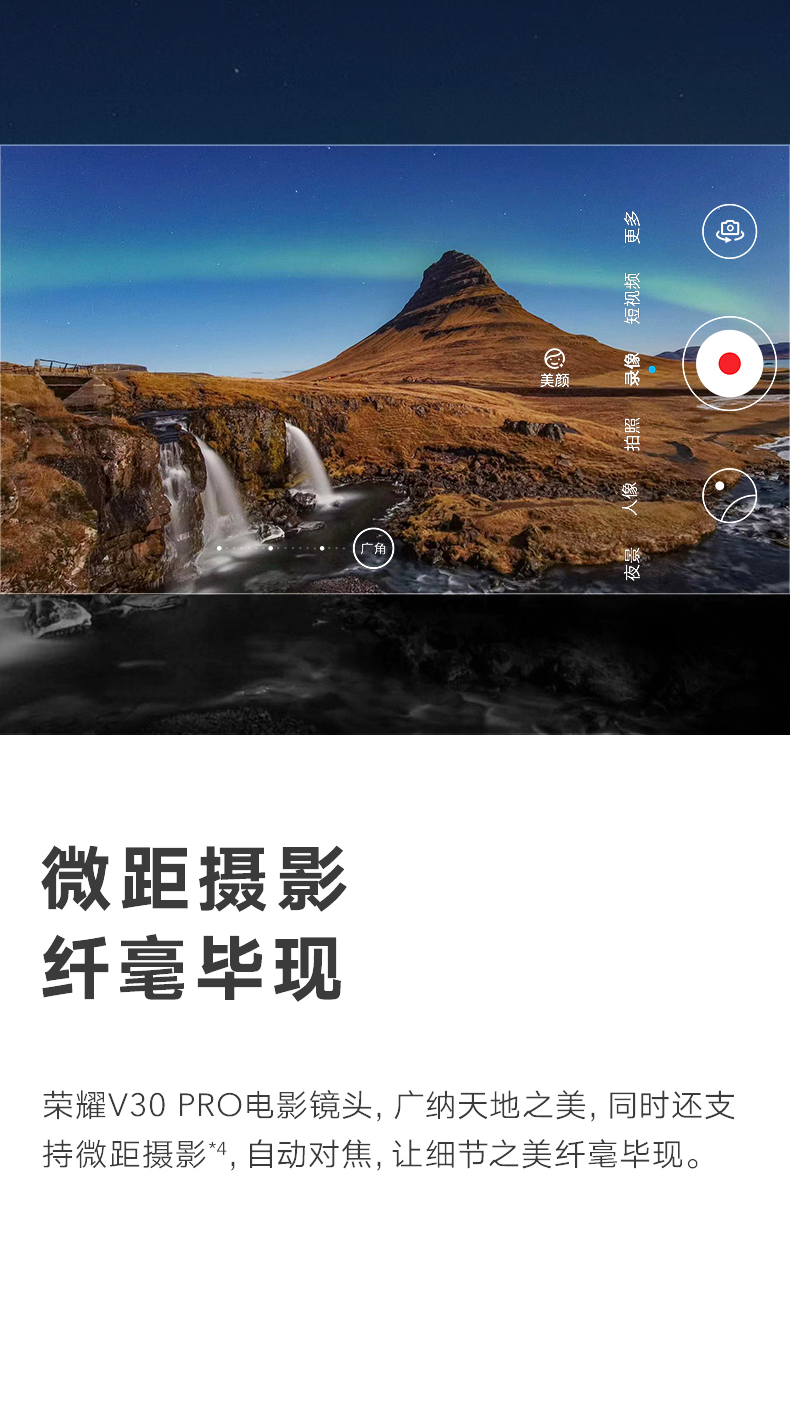 更多
短视频
录像
美颜
拍照
人像
夜景
广角
微距摄影
纤毫毕现
荣耀V30 PRO电影镜头, 广纳天地之美, 同时还支
持微距摄影*4, 自动对焦, 让细节之美纤毫毕现。